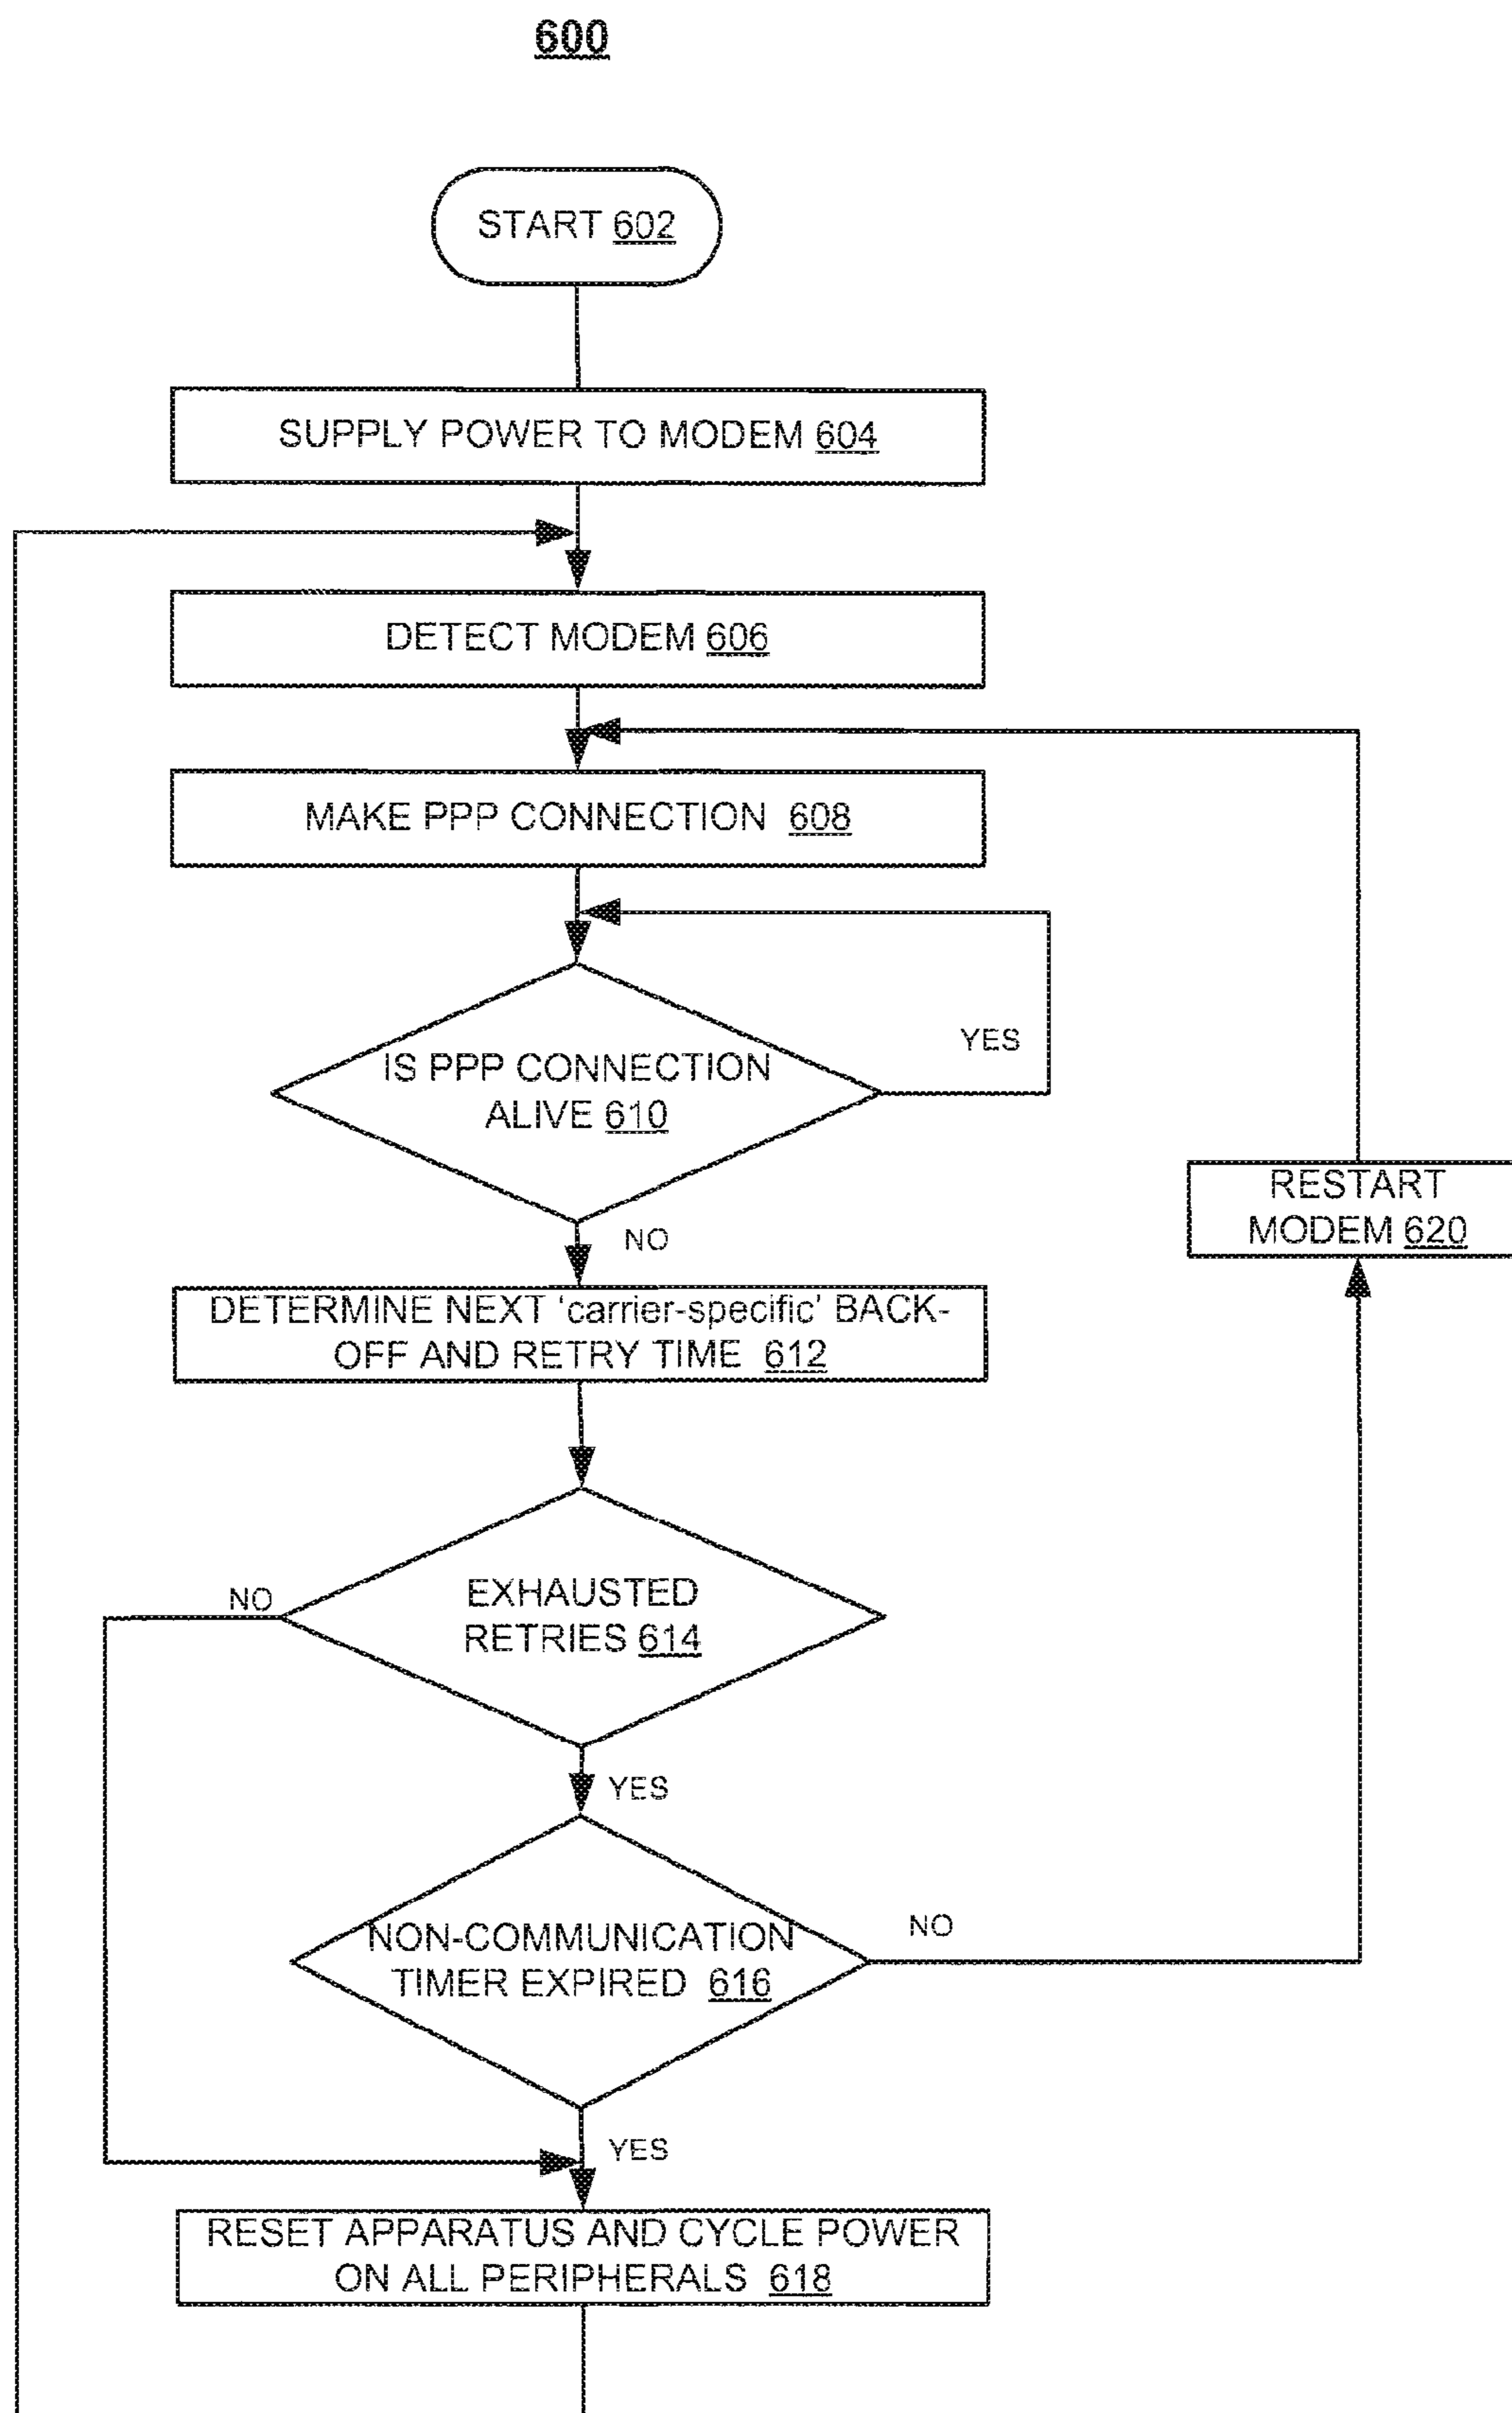 600
START 602
SUPPLY POWER TO MODEM 604
DETECT MODEM 606
MAKE PPP CONNECTION 608
YES
IS PPP CONNECTION
ALIVE 610
NO
RESTART
MODEM 620
DETERMINE NEXT ‘carrier-specific’ BACK-
OFF AND RETRY TIME 612
NO
EXHAUSTED
RETRIES 614
YES
NO
NON-COMMUNICATION
TIMER EXPIRED 616
YES
RESET APPARATUS AND CYCLE POWER
ON ALL PERIPHERALS 618